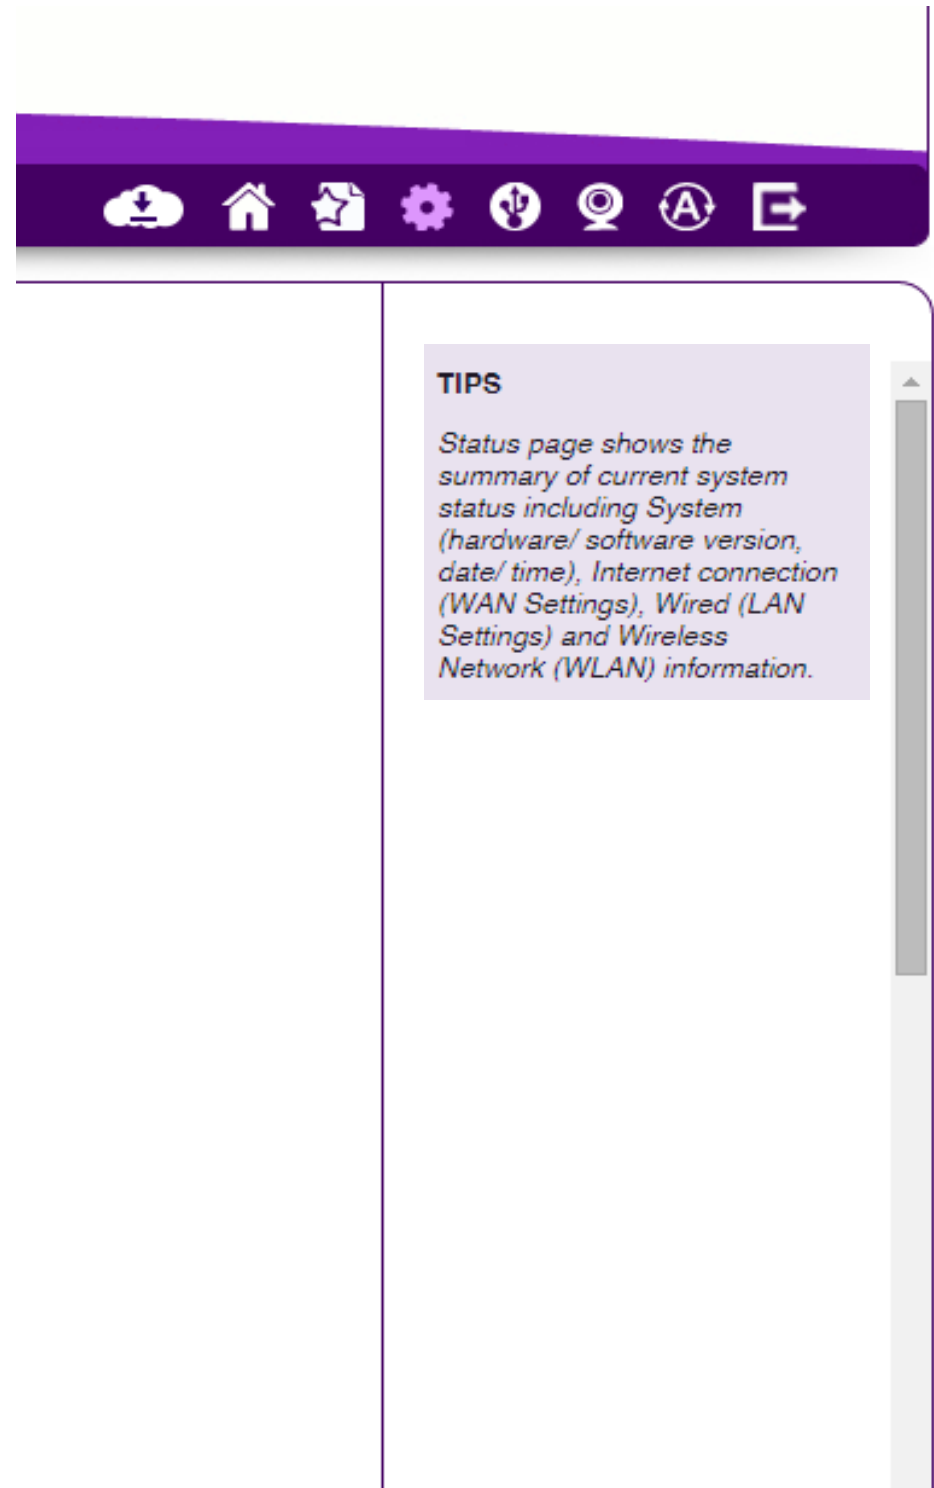 A
TIPS
Status page shows the
summary of current system
status including System
(hardware/ software version,
date/ time), Internet connection
(WAN Settings), Wired (LAN
Settings) and Wireless
Network (WLAN) information.